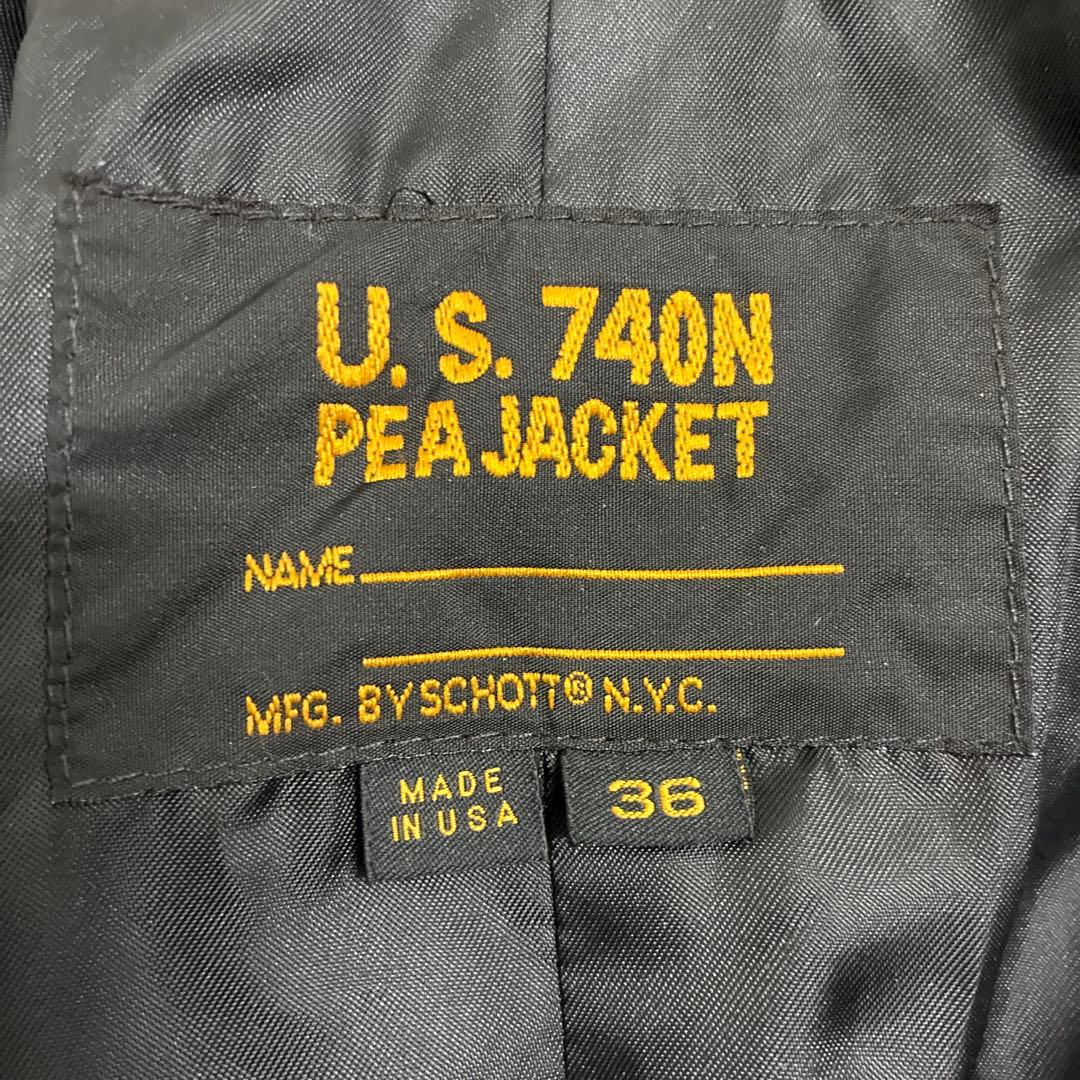 U.S. 740N
PEA JACKET
NAME
MFG. BY SCHOTT® N.Y.C.
MADE
IN USA
36